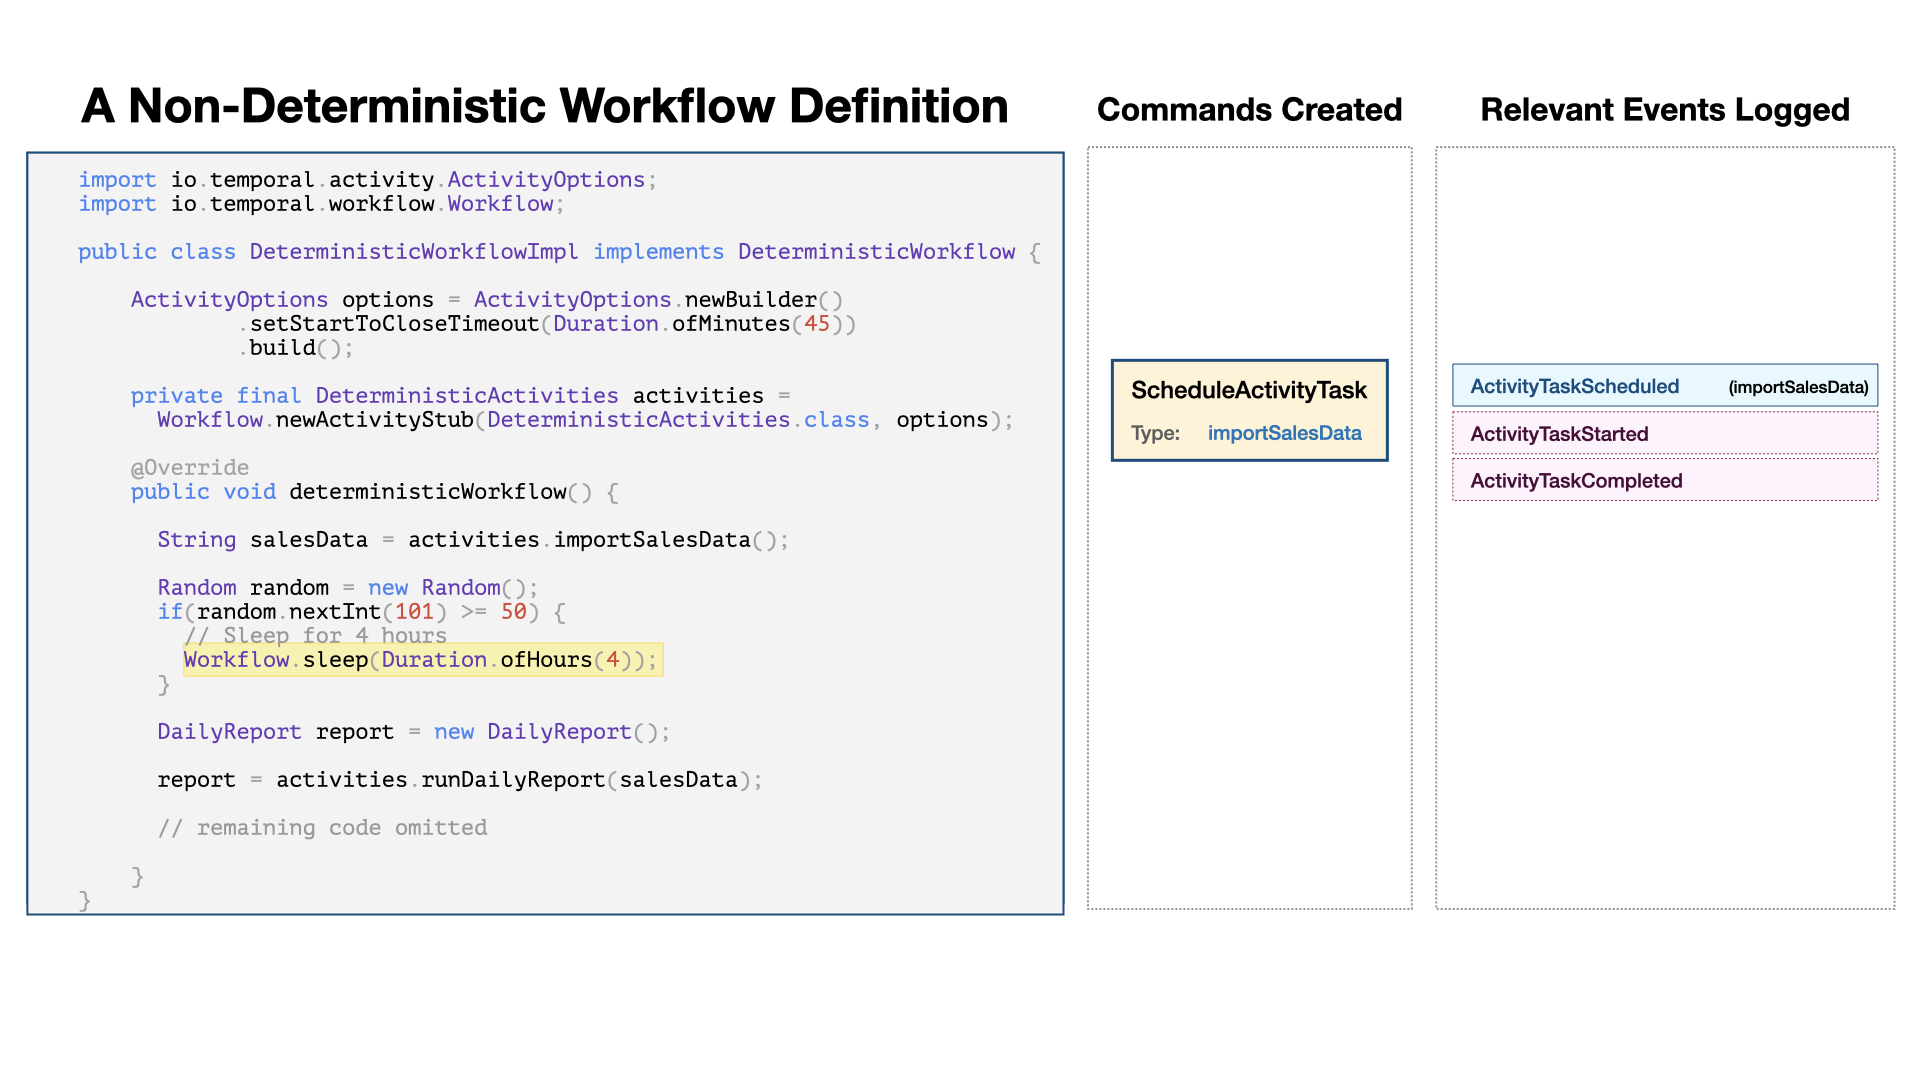 A Non-Deterministic Workflow Definition
import io.temporal.activity.ActivityOptions;
import io.temporal.workflow.Workflow;
public class DeterministicWorkflowImpl implements DeterministicWorkflow {
ActivityOptions options = ActivityOptions.newBuilder()
.setStartToCloseTimeout(Duration.ofMinutes(45))
.build();
private final DeterministicActivities activities =
Workflow.newActivityStub(DeterministicActivities.class, options);
@Override
public void deterministicWorkflow() {
String salesData = activities.importSalesData();
Random random = new Random();
if(random.nextInt(101) >= 50) {
// Sleep for 4 hours
Workflow.sleep(Duration.ofHours(4));
}
DailyReport report = new DailyReport();
report = activities.runDailyReport(salesData);
// remaining code omitted
}
}
Commands Created
ScheduleActivityTask
Type: importSalesData
Relevant Events Logged
ActivityTaskScheduled (importSalesData)
ActivityTaskStarted
ActivityTaskCompleted